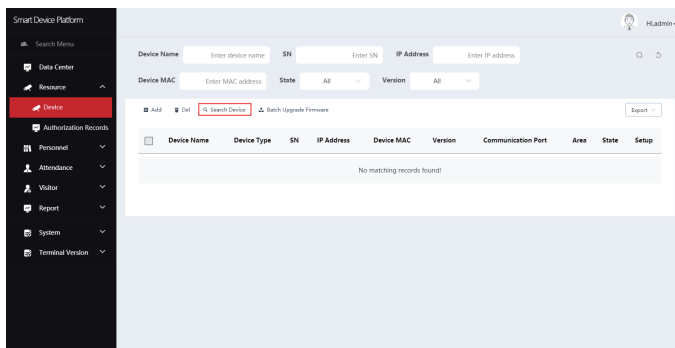 Smart Device Platform
Hi,admin
Search Menu
Data Center
Resource
Device
Authorization Records
Personnel
Attendance
Visitor
Report
System
Terminal Version
Device Name Enter device name SN Enter SN IP Address Enter IP address
Device MAC Enter MAC address State All Version All
Add Del Search Device Batch Upgrade Firmware Export
Device Name Device Type SN IP Address Device MAC Version Communication Port Area State Setup
No matching records found!